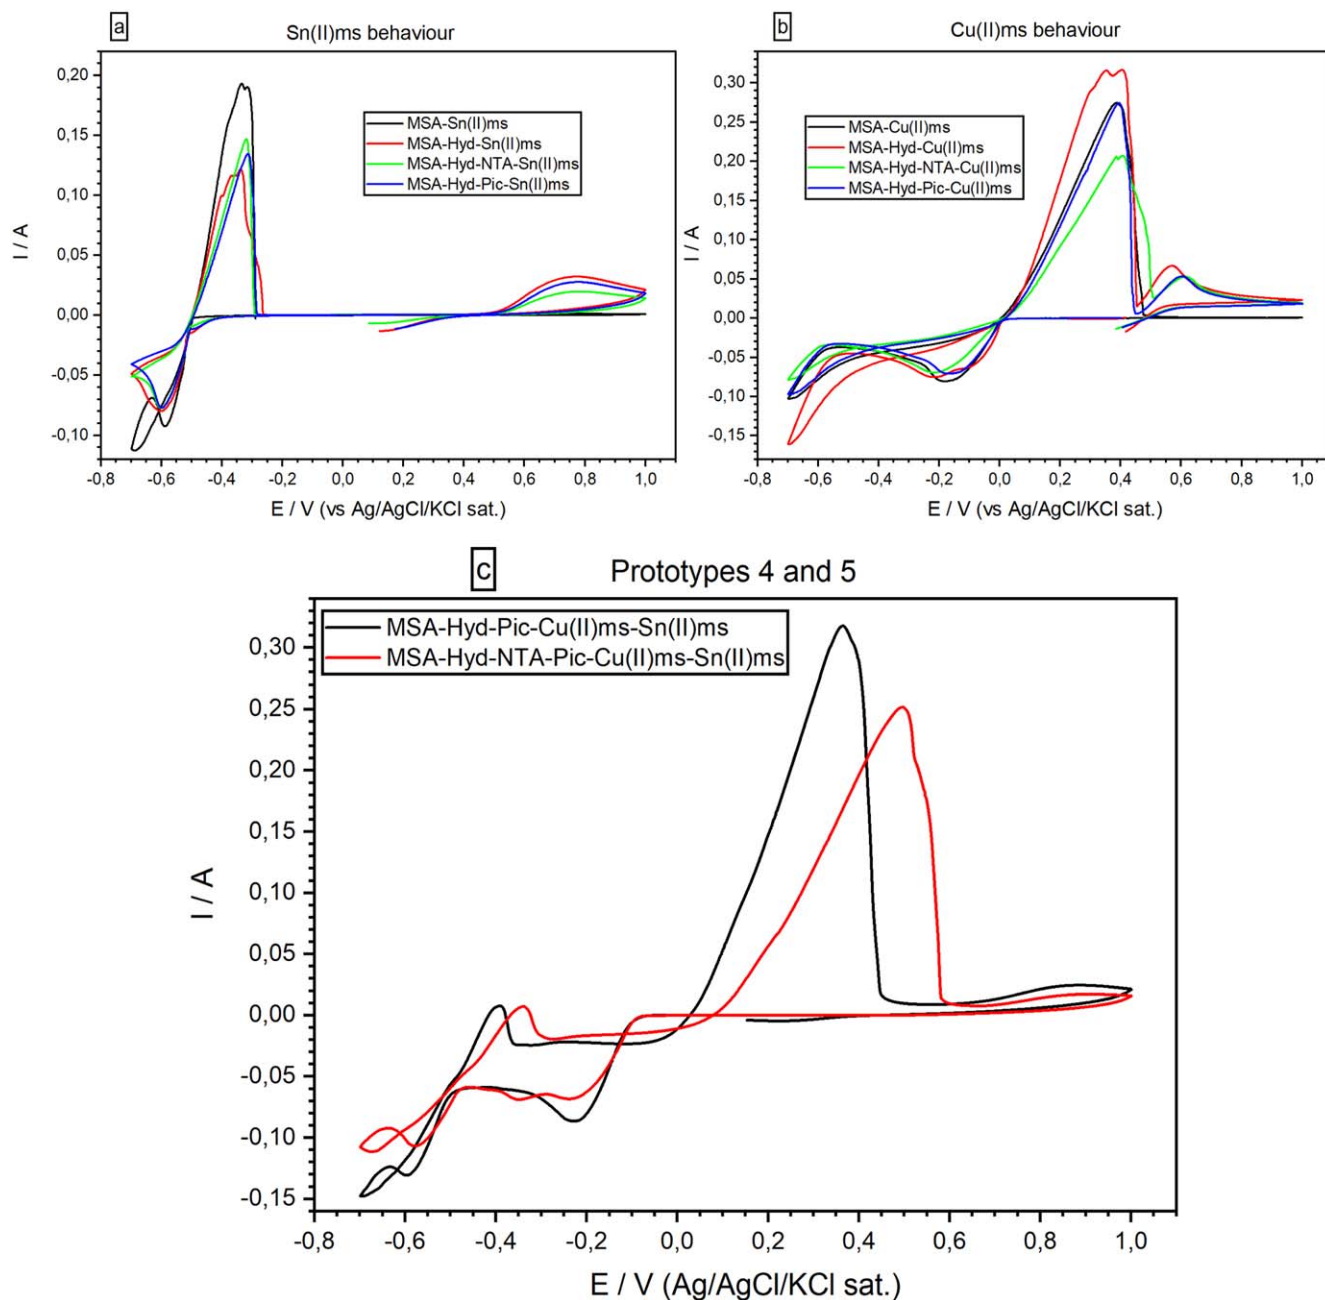 a
Sn(II)ms behaviour
0,20
0,15
0,10
0,05
0,00
-0,05
-0,10
I / A
MSA-Sn(II)ms
MSA-Hyd-Sn(II)ms
MSA-Hyd-NTA-Sn(II)ms
MSA-Hyd-Pic-Sn(II)ms
-0,8 -0,6 -0,4 -0,2 0,0 0,2 0,4 0,6 0,8 1,0
E / V (vs Ag/AgCl/KCl sat.)
b
Cu(II)ms behaviour
0,30
0,25
0,20
0,15
0,10
0,05
0,00
-0,05
-0,10
-0,15
I / A
MSA-Cu(II)ms
MSA-Hyd-Cu(II)ms
MSA-Hyd-NTA-Cu(II)ms
MSA-Hyd-Pic-Cu(II)ms
-0,8 -0,6 -0,4 -0,2 0,0 0,2 0,4 0,6 0,8 1,0
E / V (vs Ag/AgCl/KCl sat.)
c
Prototypes 4 and 5
0,30
0,25
0,20
0,15
0,10
0,05
0,00
-0,05
-0,10
-0,15
I / A
MSA-Hyd-Pic-Cu(II)ms-Sn(II)ms
MSA-Hyd-NTA-Pic-Cu(II)ms-Sn(II)ms
-0,8 -0,6 -0,4 -0,2 0,0 0,2 0,4 0,6 0,8 1,0
E / V (Ag/AgCl/KCl sat.)